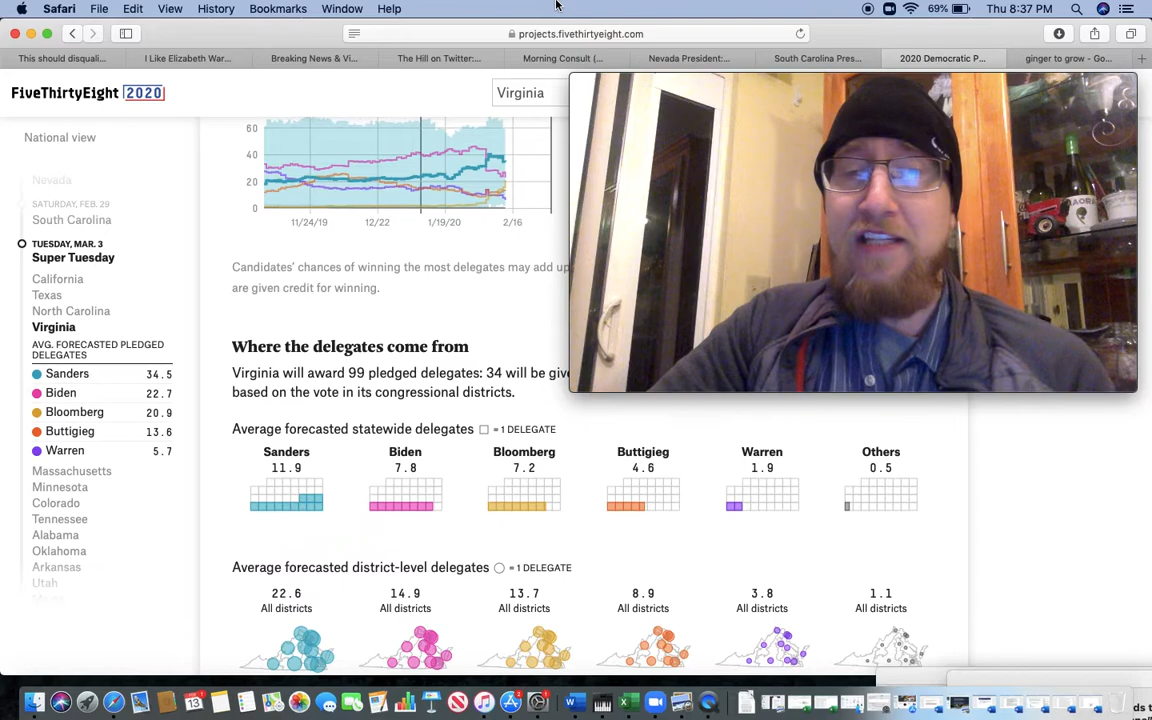 Safari File Edit View History Bookmarks Window Help 69% Thu 8:37 PM
projects.fivethirtyeight.com
This should disquali... I Like Elizabeth War... Breaking News & Vi... The Hill on Twitter:... Morning Consult (... Nevada President:... South Carolina Pres... 2020 Democratic P... ginger to grow - Go...
FiveThirtyEight 2020
Virginia
National view
Nevada
SATURDAY, FEB. 29
South Carolina
TUESDAY, MAR. 3
Super Tuesday
California
Texas
North Carolina
Virginia
AVG. FORECASTED PLEDGED
DELEGATES
Sanders 34.5
Biden 22.7
Bloomberg 20.9
Buttigieg 13.6
Warren 5.7
Massachusetts
Minnesota
Colorado
Tennessee
Alabama
Oklahoma
Arkansas
Utah
60
40
20
0
11/24/19 12/22 1/19/20 2/16
Candidates' chances of winning the most delegates may add up
are given credit for winning.
Where the delegates come from
Virginia will award 99 pledged delegates: 34 will be give
based on the vote in its congressional districts.
Average forecasted statewide delegates = 1 DELEGATE
Sanders Biden Bloomberg Buttigieg Warren Others
11.9 7.8 7.2 4.6 1.9 0.5
Average forecasted district-level delegates = 1 DELEGATE
22.6 14.9 13.7 8.9 3.8 1.1
All districts All districts All districts All districts All districts All districts